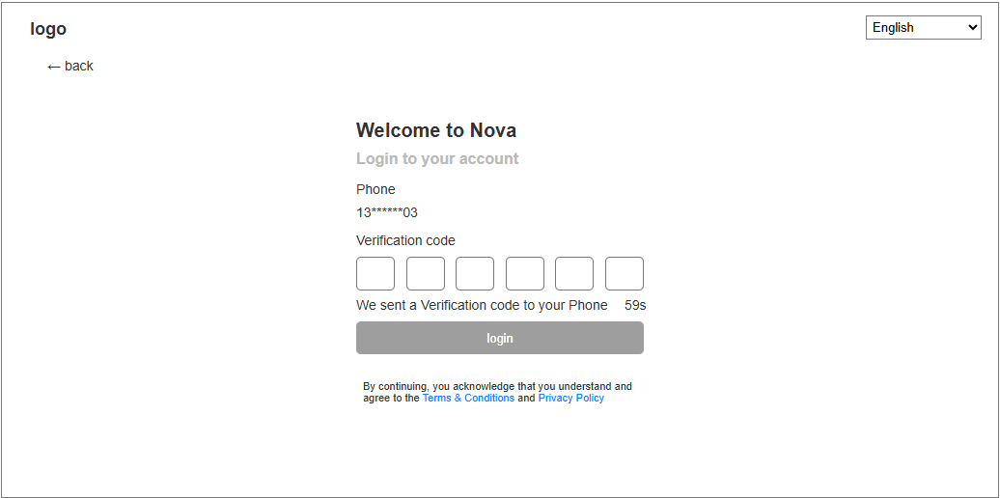 logo
English
← back
Welcome to Nova
Login to your account
Phone
13******03
Verification code
We sent a Verification code to your Phone 59s
login
By continuing, you acknowledge that you understand and
agree to the Terms & Conditions and Privacy Policy